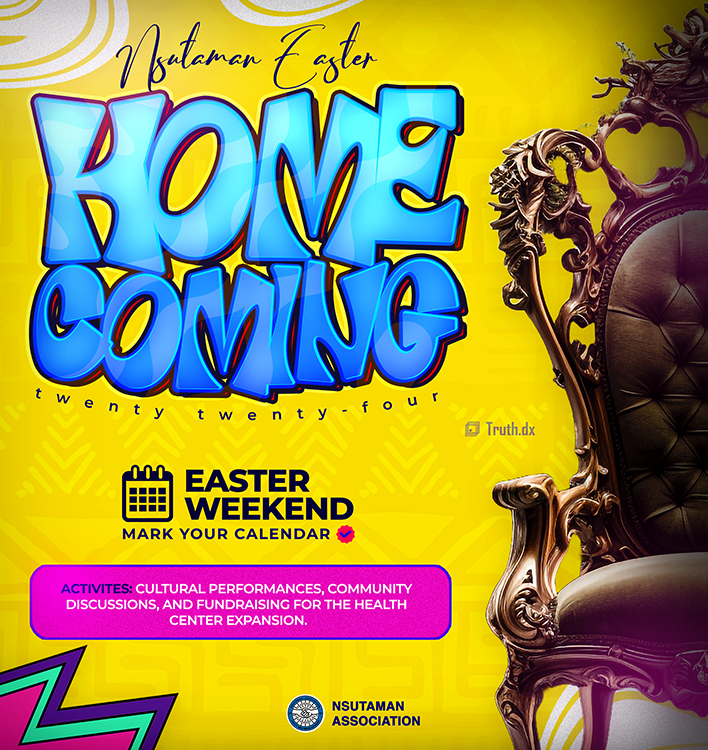 Nsutaman Easter
HOME
COMING
twenty twenty-four
Truth.dx
EASTER
WEEKEND
MARK YOUR CALENDAR
ACTIVITES: CULTURAL PERFORMANCES, COMMUNITY
DISCUSSIONS, AND FUNDRAISING FOR THE HEALTH
CENTER EXPANSION.
NSUTAMAN
ASSOCIATION